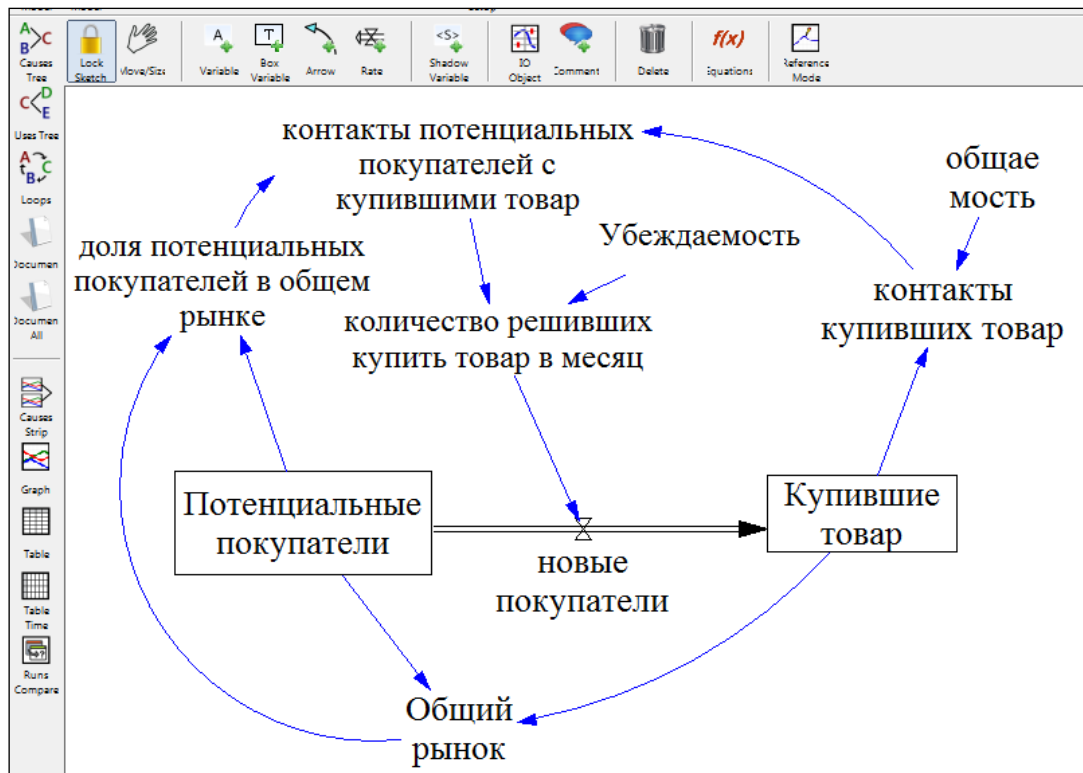 A
B
C
Causes
Tree
Lock
Sketch
Move/Size
A
Variable
T
Box
Variable
Arrow
Rate
<S>
Shadow
Variable
IO
Object
Comment
Delete
f(x)
Equations
Reference
Mode
C
D
E
Uses Tree
A
B
C
Loops
Documen
Documen
All
Causes
Strip
Graph
Table
Table
Time
Runs
Compare
контакты потенциальных
покупателей с
купившими товар
общае
мость
Убеждаемость
доля потенциальных
покупателей в общем
рынке
контакты
купивших товар
количество решивших
купить товар в месяц
Потенциальные
покупатели
Купившие
товар
новые
покупатели
Общий
рынок